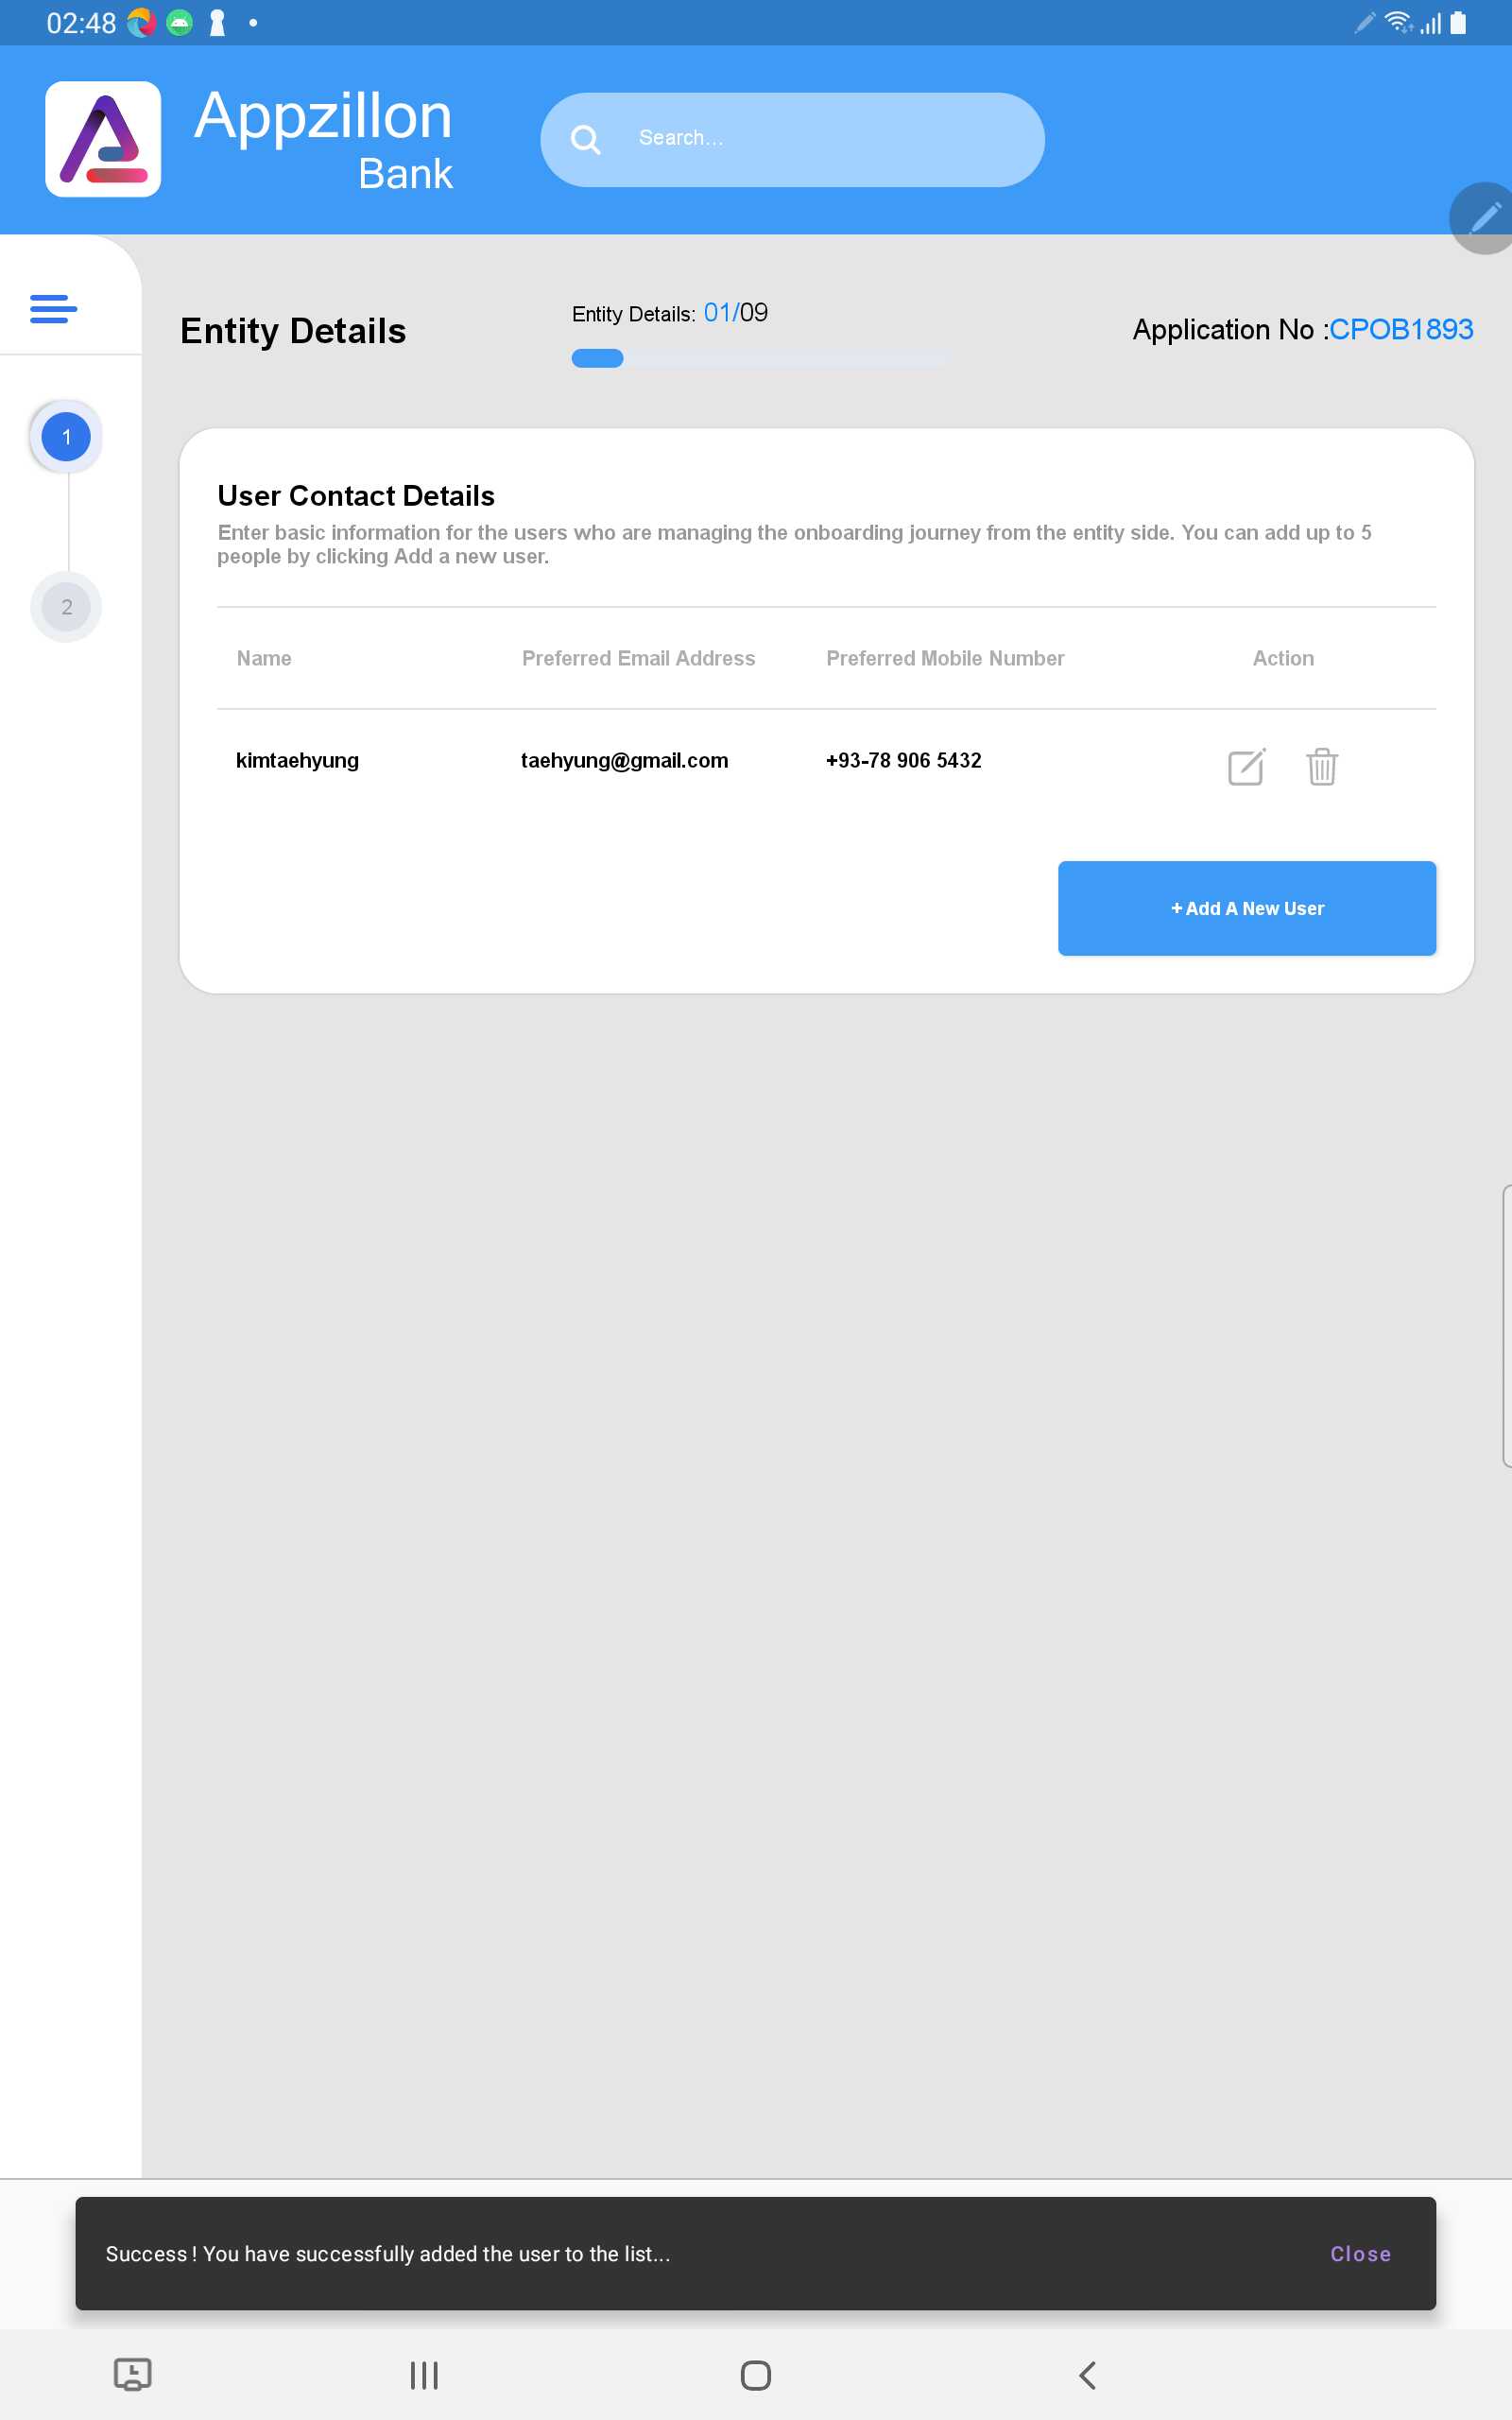 02:48
Appzillon
Bank
Search...
Entity Details
Entity Details: 01/09
Application No :CPOB1893
1
2
User Contact Details
Enter basic information for the users who are managing the onboarding journey from the entity side. You can add up to 5
people by clicking Add a new user.
Name Preferred Email Address Preferred Mobile Number Action
kimtaehyung taehyung@gmail.com +93-78 906 5432
+ Add A New User
Success ! You have successfully added the user to the list... Close